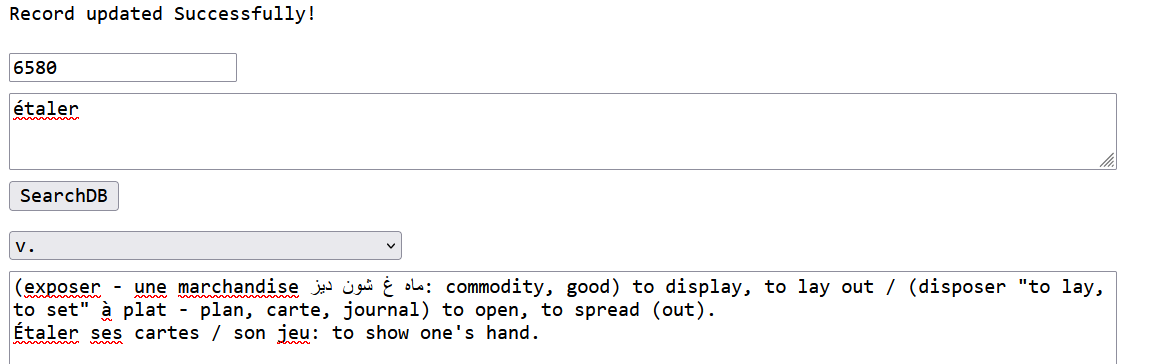 Record updated Successfully!
6580
étaler
SearchDB
v.
(exposer - une marchandise ماه غ شون دیز: commodity, good) to display, to lay out / (disposer "to lay,
to set" à plat - plan, carte, journal) to open, to spread (out).
Étaler ses cartes / son jeu: to show one's hand.